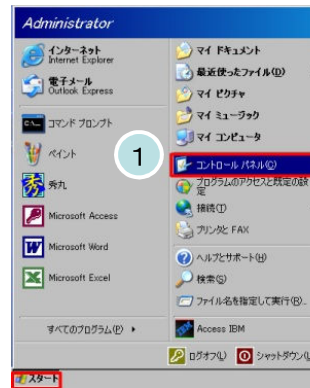 Administrator
インターネット
Internet Explorer
電子メール
Outlook Express
コマンド プロンプト
ペイント
秀丸
Microsoft Access
Microsoft Word
Microsoft Excel
すべてのプログラム(P)
マイ ドキュメント
最近使ったファイル(D)
マイ ピクチャ
マイ ミュージック
マイ コンピュータ
1
コントロール パネル(C)
プログラムのアクセスと既定の設
定
接続(T)
プリンタと FAX
ヘルプとサポート(H)
検索(S)
ファイル名を指定して実行(R)...
Access IBM
ログオフ(L)
シャットダウン(U)
スタート